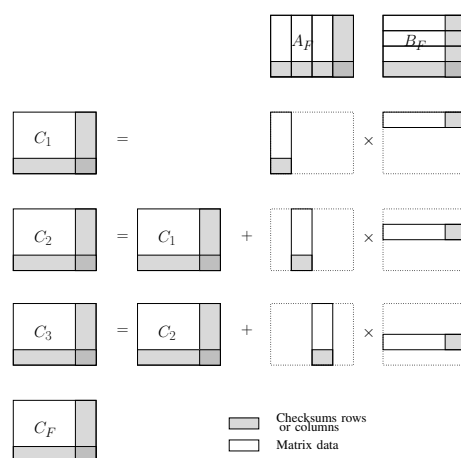 A_F B_F
C_1 = ×
C_2 = C_1 + ×
C_3 = C_2 + ×
C_F
Checksums rows
or columns
Matrix data